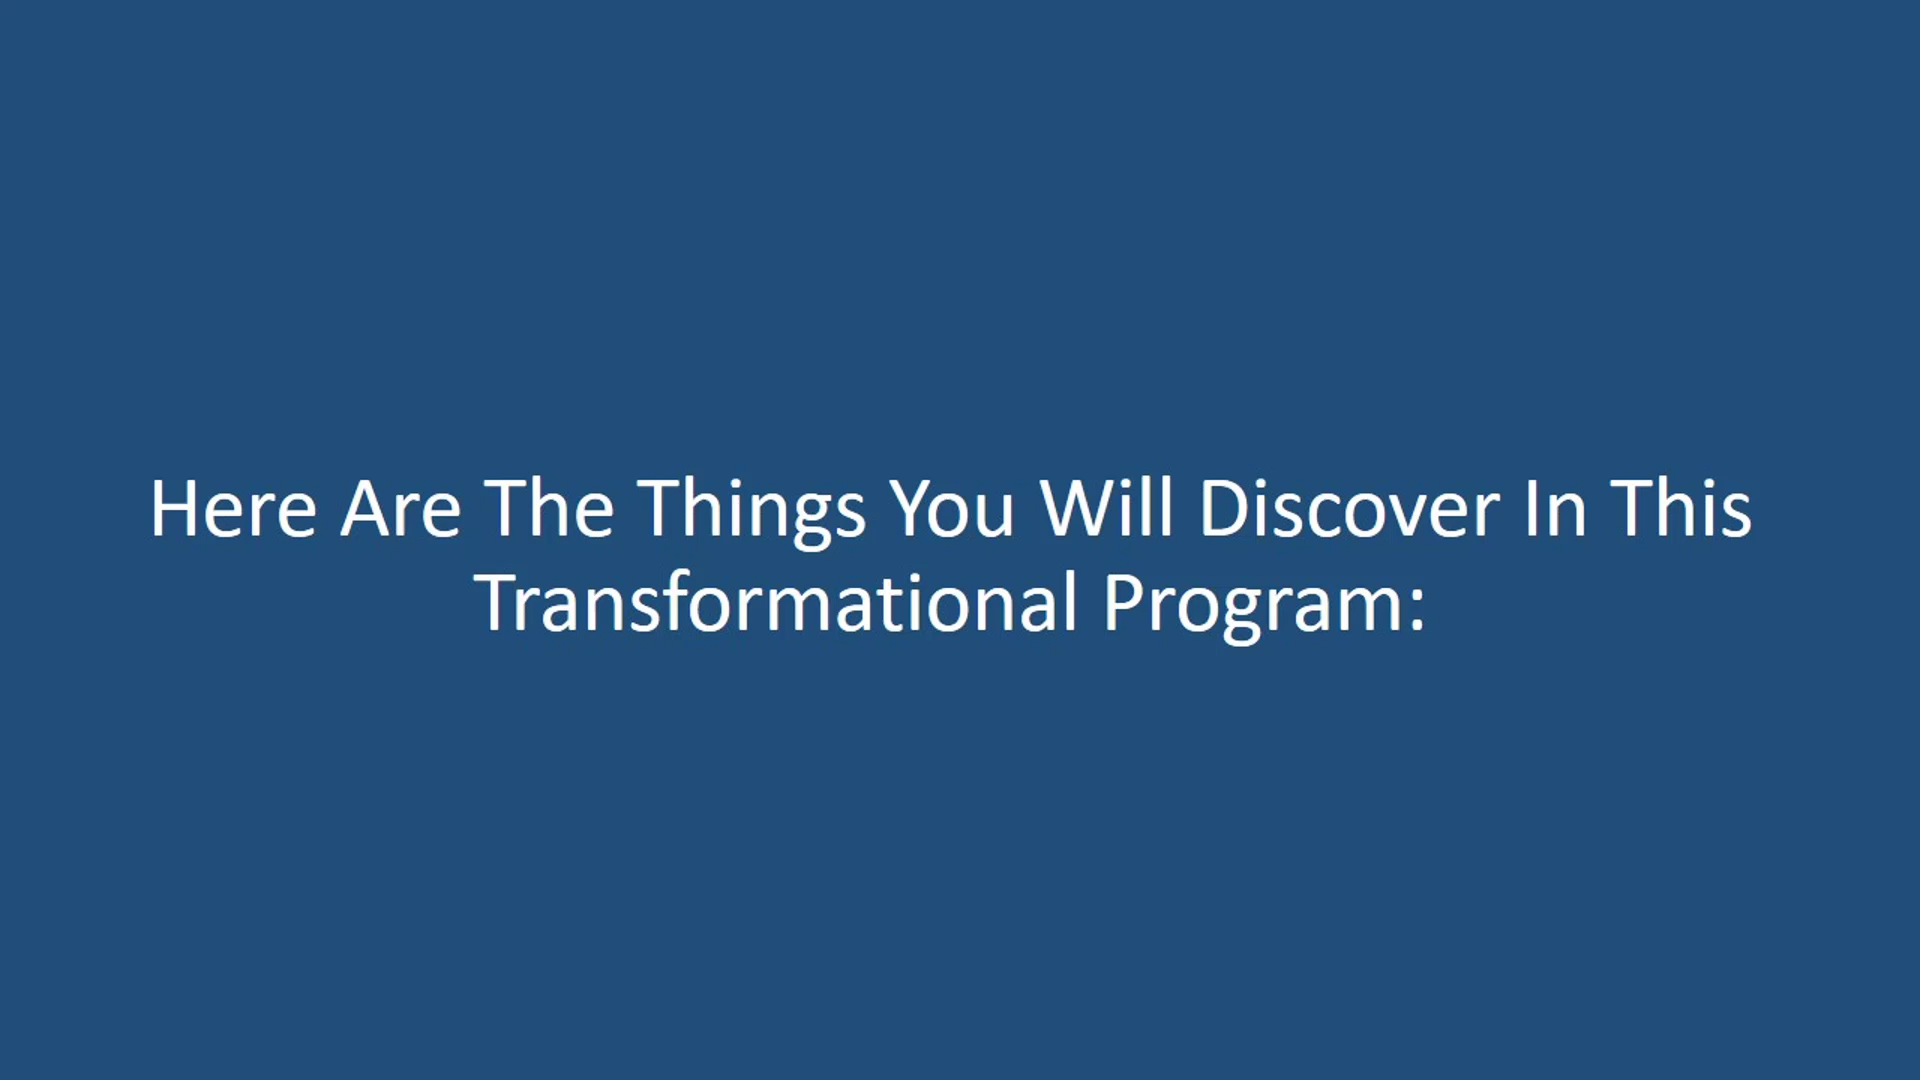 Here Are The Things You Will Discover In This
Transformational Program: